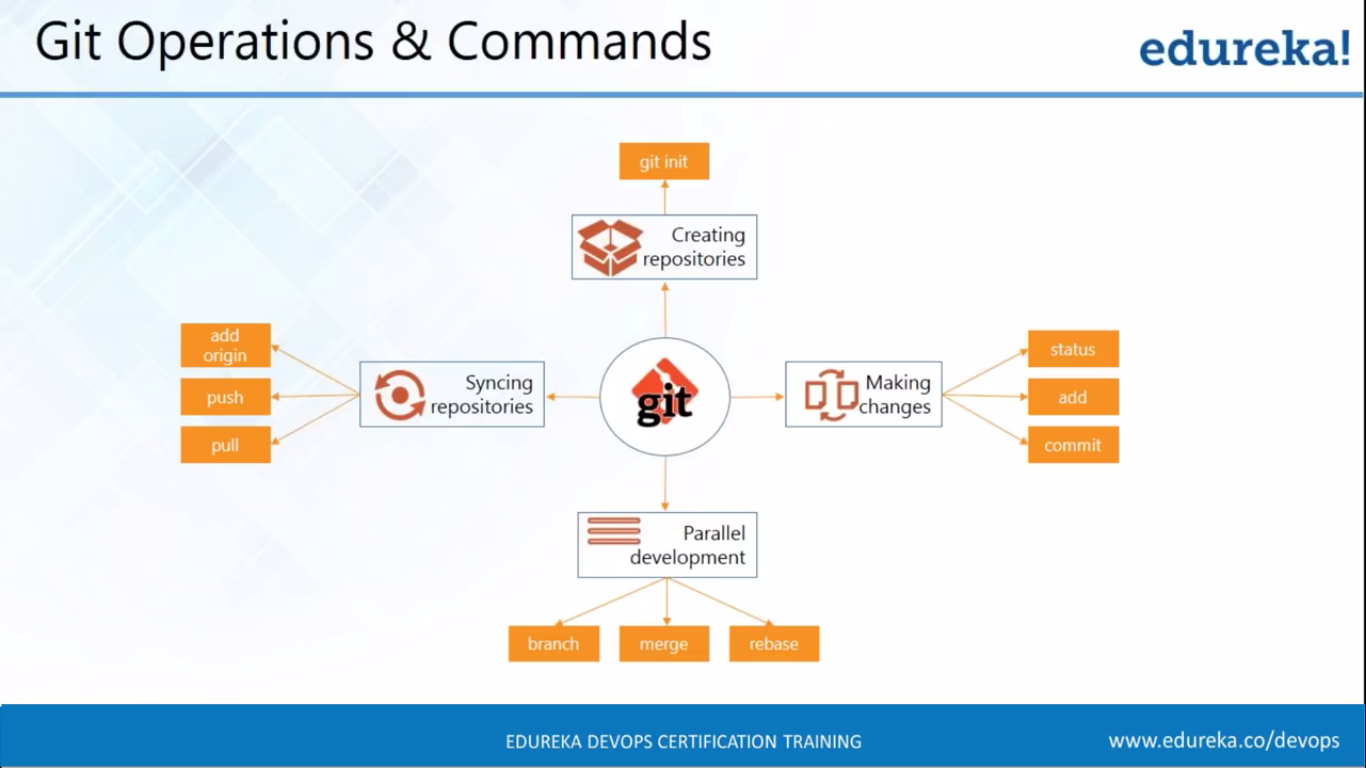 Git Operations & Commands
edureka!
git init
Creating
repositories
add
origin
push
pull
Syncing
repositories
git
Making
changes
status
add
commit
Parallel
development
branch
merge
rebase
EDUREKA DEVOPS CERTIFICATION TRAINING
www.edureka.co/devops